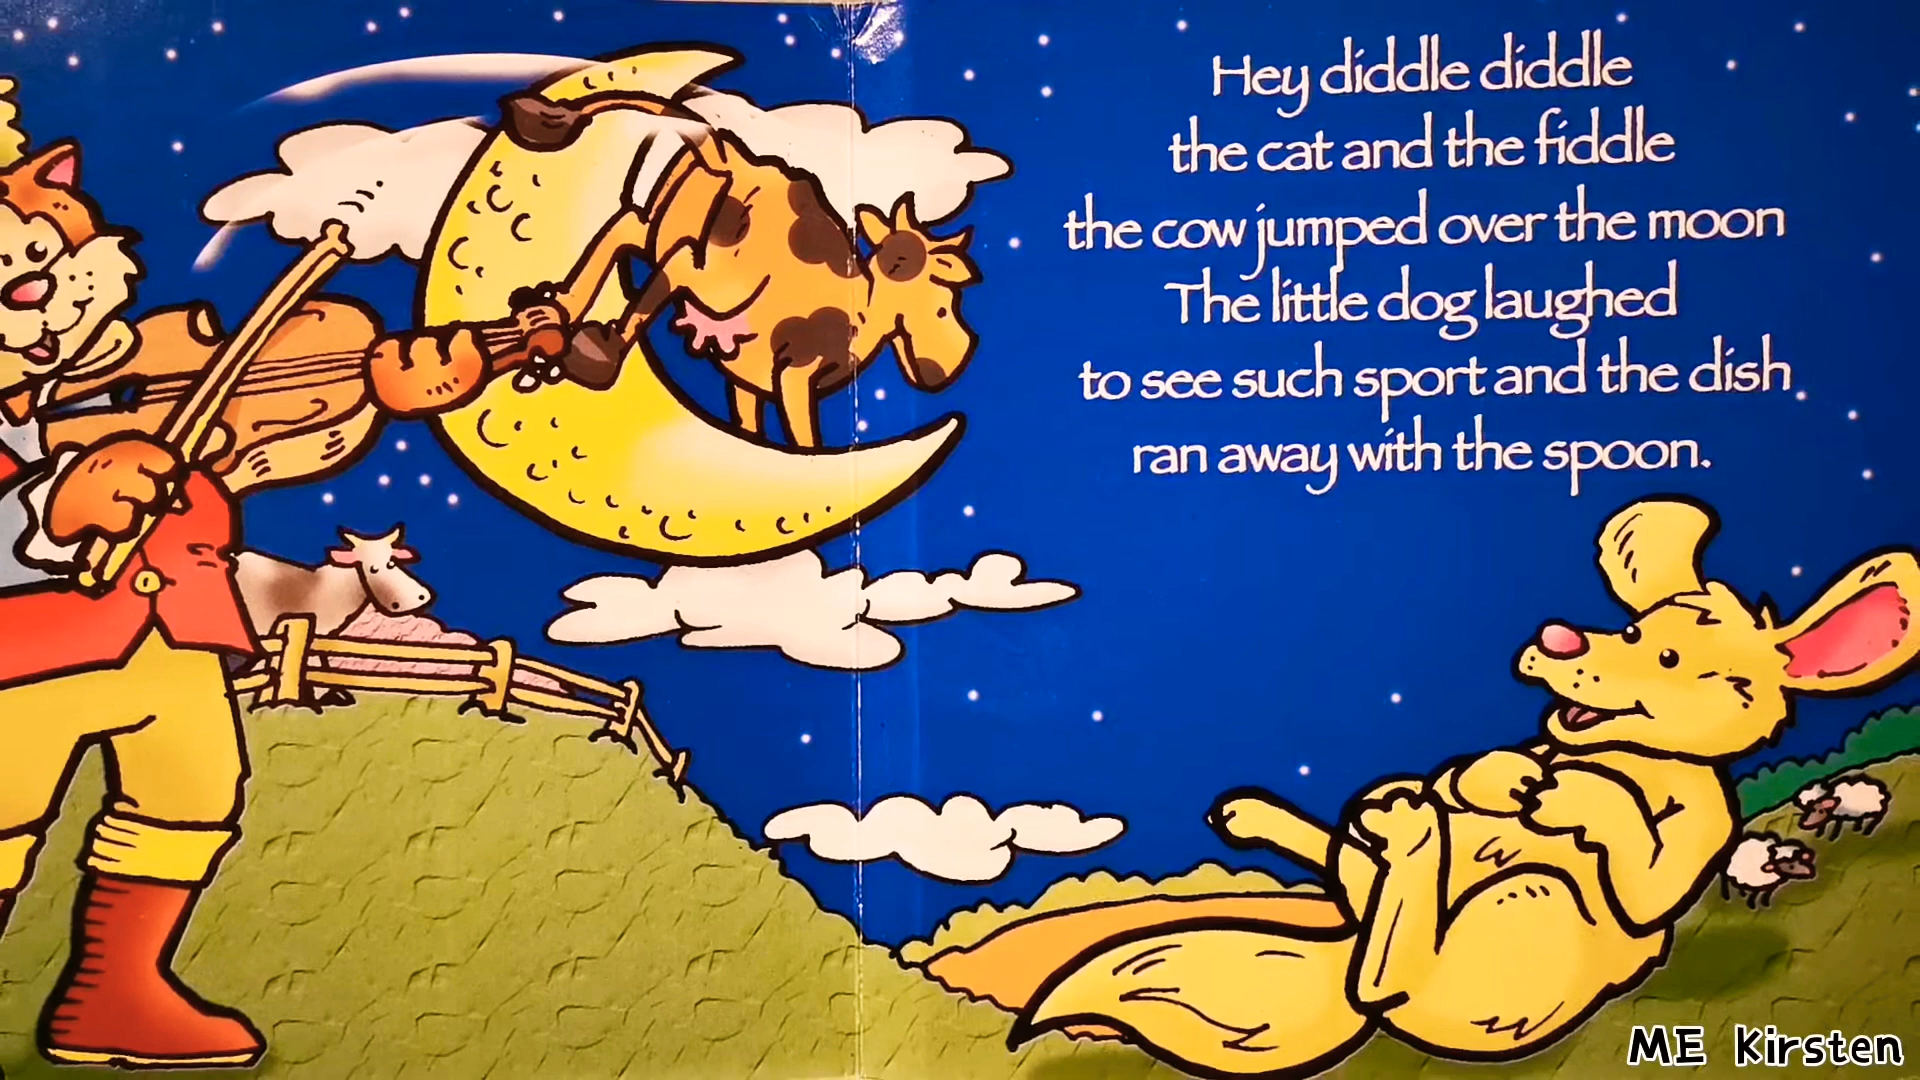 Hey diddle diddle
the cat and the fiddle
the cow jumped over the moon
The little dog laughed
to see such sport and the dish
ran away with the spoon.
ME Kirsten